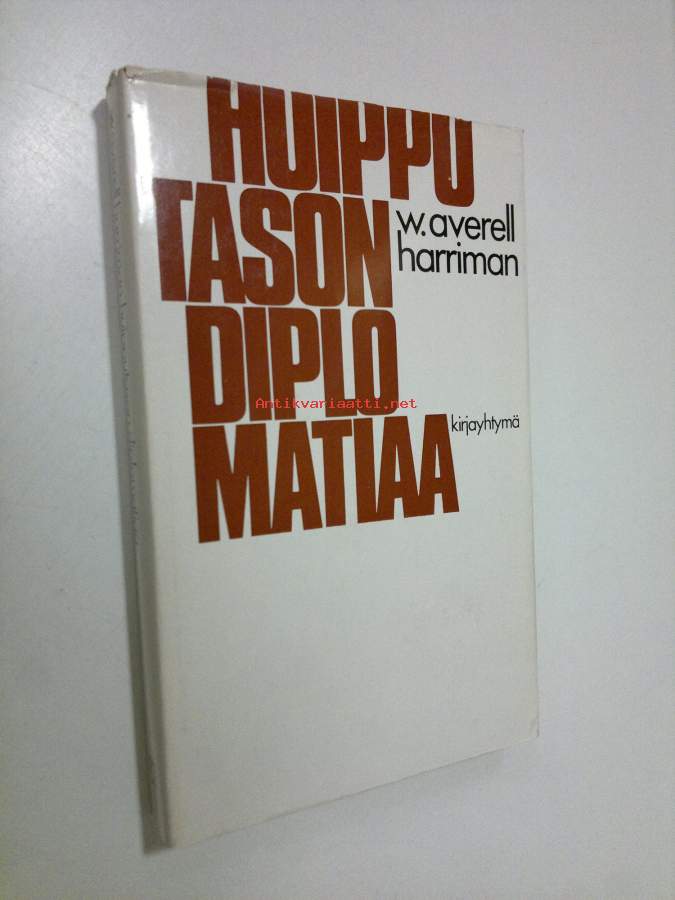 HUIPPU
TASON
w.averell
harriman
DIPLO
Antikvariaatti.net
MATIAA
kirjayhtymä